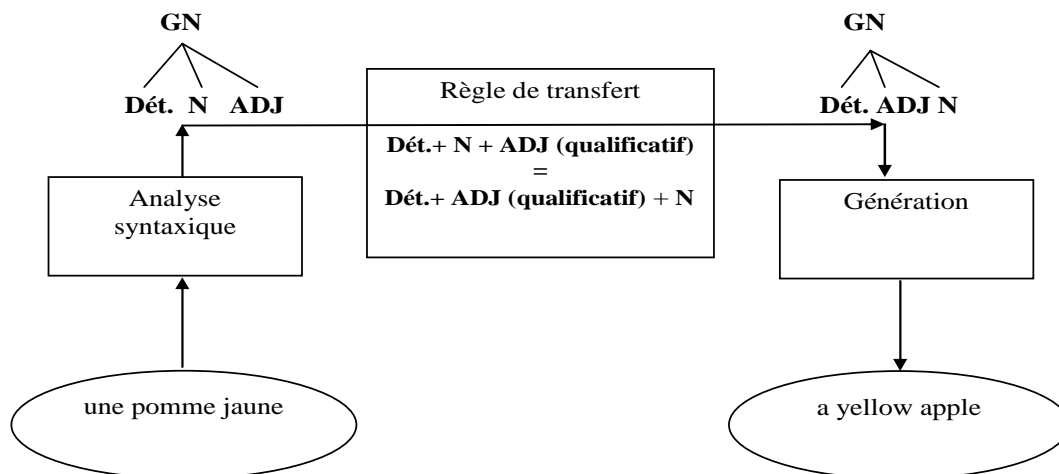 GN
Dét. N ADJ
Analyse
syntaxique
une pomme jaune
Règle de transfert
Dét.+ N + ADJ (qualificatif)
=
Dét.+ ADJ (qualificatif) + N
GN
Dét. ADJ N
Génération
a yellow apple